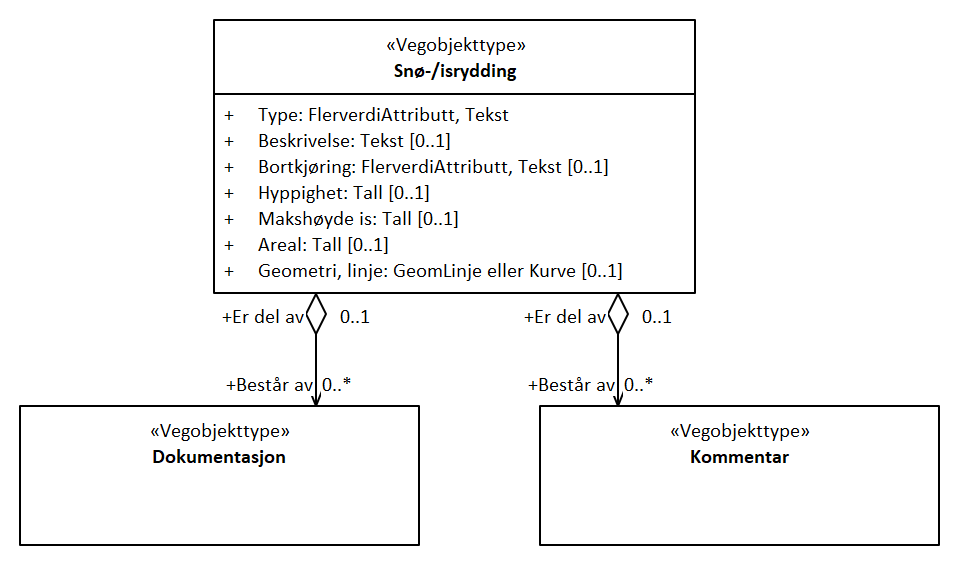 «Vegobjekttype»
Snø-/isrydding
+ Type: FlerverdiAttributt, Tekst
+ Beskrivelse: Tekst [0..1]
+ Bortkjøring: FlerverdiAttributt, Tekst [0..1]
+ Hyppighet: Tall [0..1]
+ Makshøyde is: Tall [0..1]
+ Areal: Tall [0..1]
+ Geometri, linje: GeomLinje eller Kurve [0..1]
+Er del av 0..1
+Er del av 0..1
+Består av 0..*
+Består av 0..*
«Vegobjekttype»
Dokumentasjon
«Vegobjekttype»
Kommentar